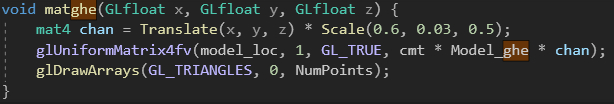 void matghe(GLfloat x, GLfloat y, GLfloat z) {
mat4 chan = Translate(x, y, z) * Scale(0.6, 0.03, 0.5);
glUniformMatrix4fv(model_loc, 1, GL_TRUE, cmt * Model_ghe * chan);
glDrawArrays(GL_TRIANGLES, 0, NumPoints);
}